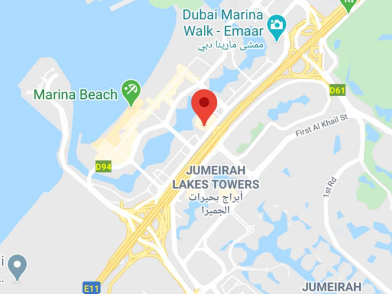 Dubai Marina
Walk - Emaar
ممشى مارينا دبي
Marina Beach
D61
First Al Khail St
D94
JUMEIRAH
LAKES TOWERS
أبراج بحيرات
الجميرا
1st Rd
E11
JUMEIRAH